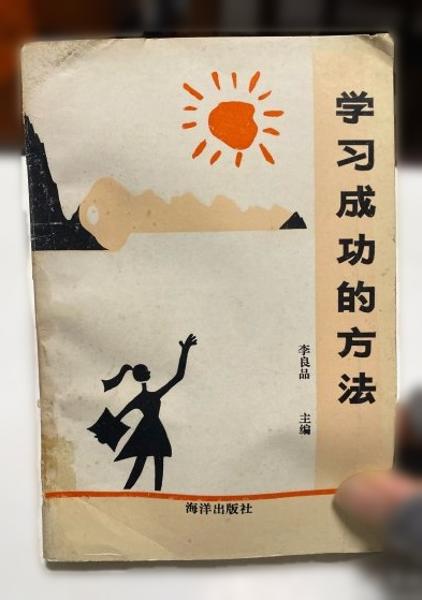 学习成功的方法
李良品 主编
海洋出版社